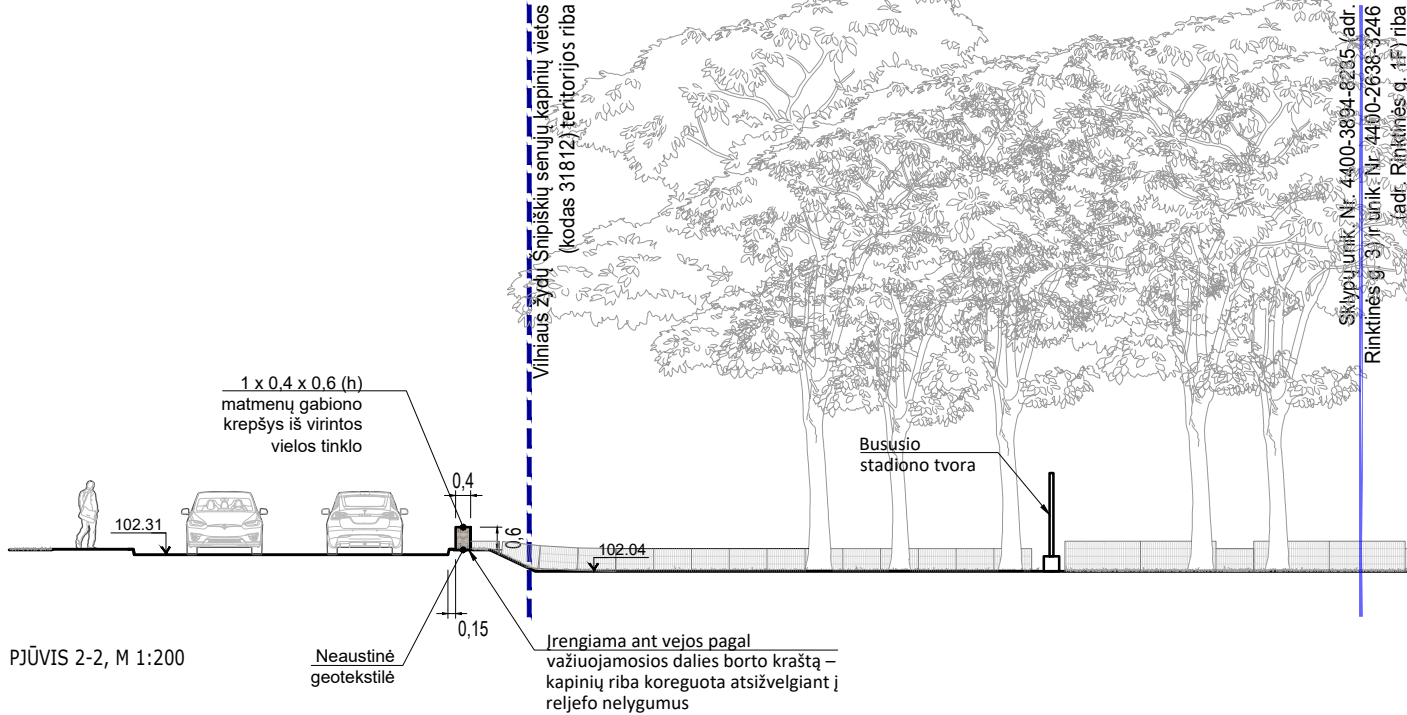 Vilniaus žydų Šnipiškių senųjų kapinių vietos
(kodas 31812) teritorijos riba
Sklypų unik. Nr. 4400-3894-8235 (adr.
Rinktinės g. 3) ir unik. Nr. 4400-2638-3246
(adr. Rinktinės g. 1F) riba
1 x 0,4 x 0,6 (h)
matmenų gabiono
krepšys iš virintos
vielos tinklo
Bususio
stadiono tvora
0,4
102.31
0,6
102.04
0,15
PJŪVIS 2-2, M 1:200
Neaustinė
geotekstilė
Įrengiama ant vejos pagal
važiuojamosios dalies borto kraštą –
kapinių riba koreguota atsižvelgiant į
reljefo nelygumus